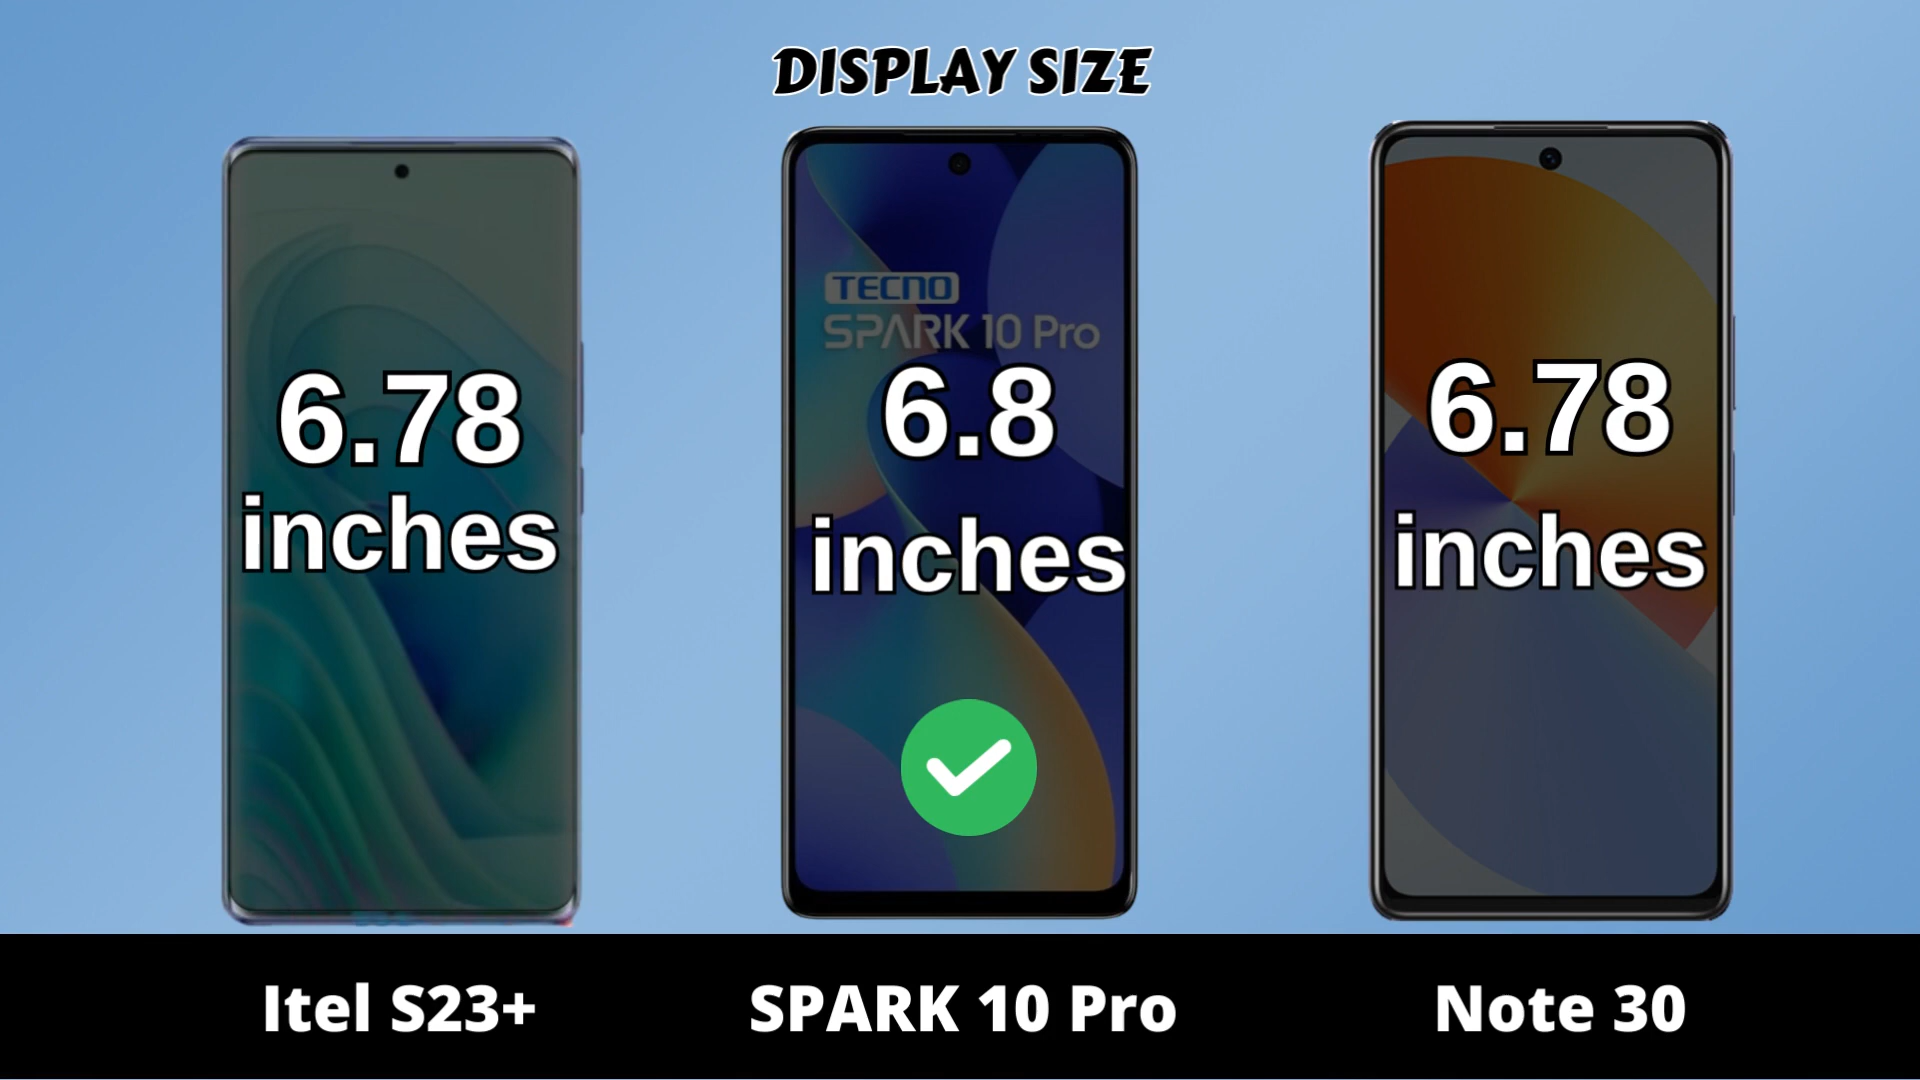 DISPLAY SIZE
6.78
inches
TECNO
SPARK 10 Pro
6.8
inches
6.78
inches
Itel S23+
SPARK 10 Pro
Note 30